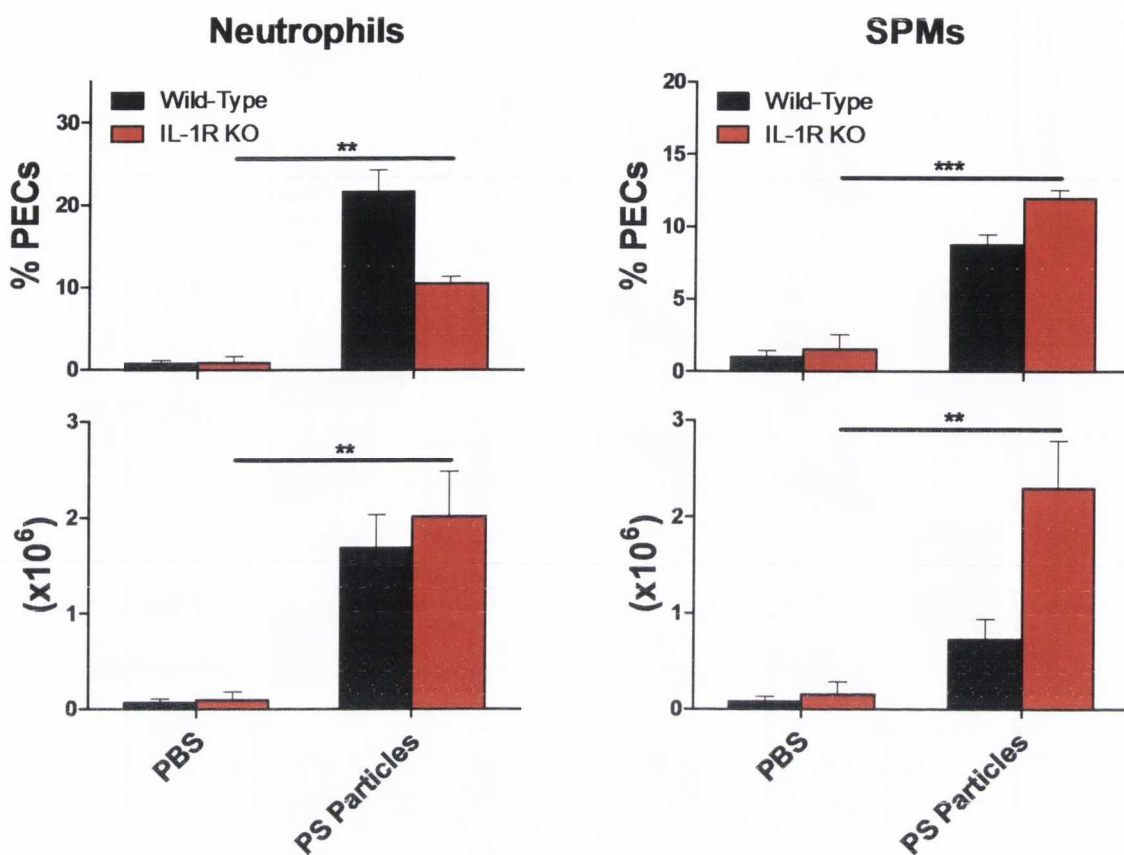 Neutrophils
% PECs
30
20
10
0
Wild-Type
IL-1R KO
**
(x10⁶)
3
2
1
0
**
PBS
PS Particles
SPMs
% PECs
20
15
10
5
0
Wild-Type
IL-1R KO
***
(x10⁶)
3
2
1
0
**
PBS
PS Particles